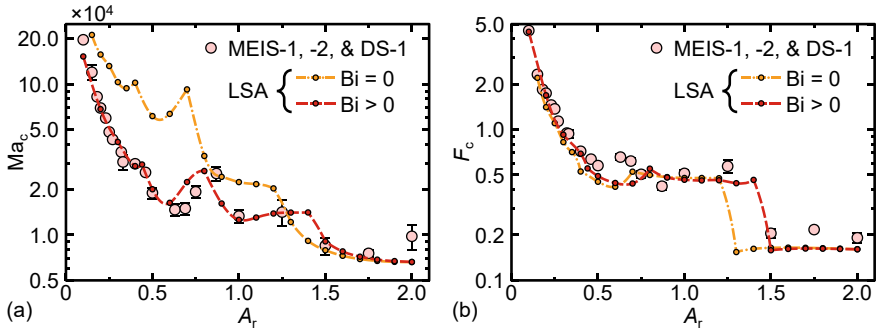 ×10⁴
20.0
10.0
5.0
2.0
1.0
0.5
Ma_c
MEIS-1, -2, & DS-1
LSA { Bi = 0
Bi > 0
0 0.5 1.0 1.5 2.0
(a) A_r
5.0
2.0
1.0
0.5
0.2
0.1
F_c
MEIS-1, -2, & DS-1
LSA { Bi = 0
Bi > 0
0 0.5 1.0 1.5 2.0
(b) A_r